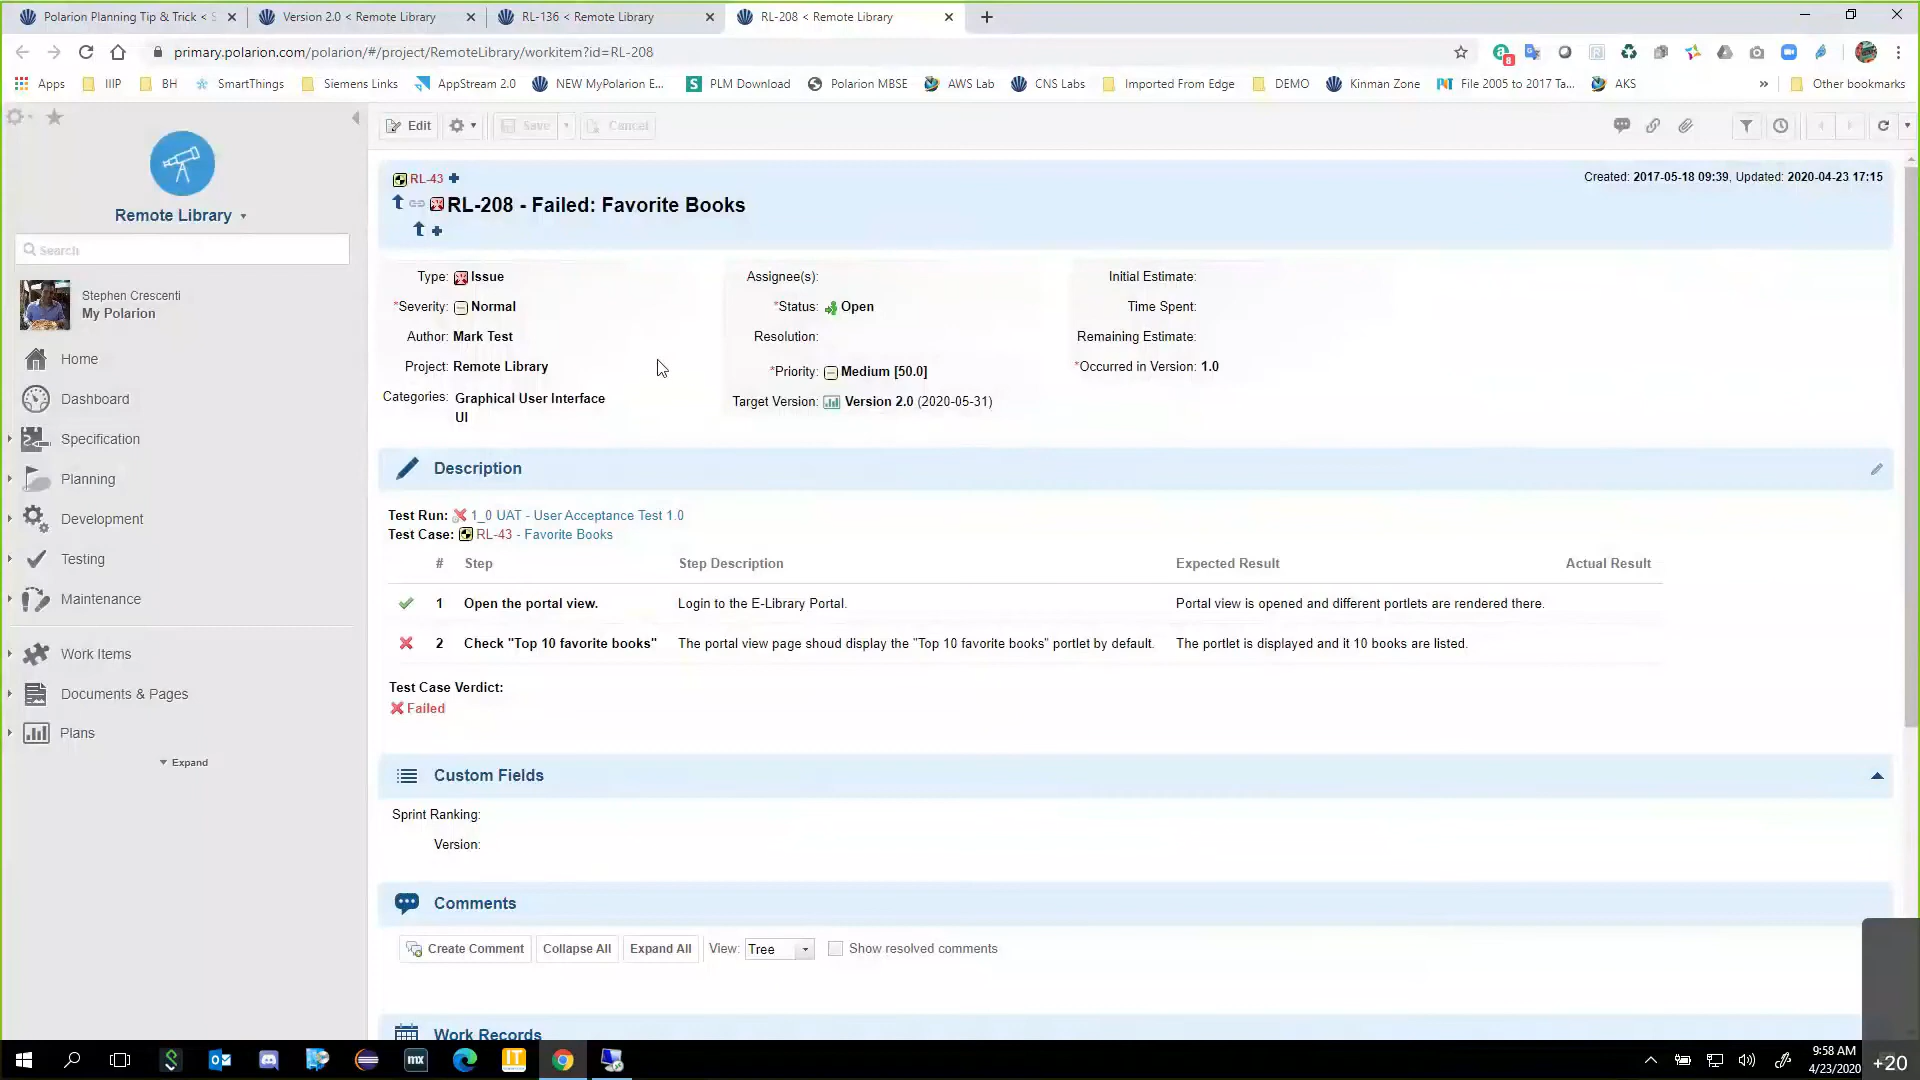 Polarion Planning Tip & Trick < S
Version 2.0 < Remote Library
RL-136 < Remote Library
RL-208 < Remote Library
primary.polarion.com/polarion/#/project/RemoteLibrary/workitem?id=RL-208
8
Apps
IIIP
BH
SmartThings
Siemens Links
AppStream 2.0
NEW MyPolarion E...
S
PLM Download
Polarion MBSE
AWS Lab
CNS Labs
Imported From Edge
DEMO
Kinman Zone
File 2005 to 2017 Ta...
AKS
»
Other bookmarks
Edit
Save
Cancel
Remote Library
Search
Stephen Crescenti
My Polarion
Home
Dashboard
Specification
Planning
Development
Testing
Maintenance
Work Items
Documents & Pages
Plans
Expand
RL-43
Created: 2017-05-18 09:39, Updated: 2020-04-23 17:15
RL-208 - Failed: Favorite Books
Type: Issue
*Severity: Normal
Author: Mark Test
Project: Remote Library
Categories: Graphical User Interface
UI
Assignee(s):
*Status: Open
Resolution:
*Priority: Medium [50.0]
Target Version: Version 2.0 (2020-05-31)
Initial Estimate:
Time Spent:
Remaining Estimate:
*Occurred in Version: 1.0
Description
Test Run: 1_0 UAT - User Acceptance Test 1.0
Test Case: RL-43 - Favorite Books
# Step Step Description Expected Result Actual Result
1 Open the portal view. Login to the E-Library Portal. Portal view is opened and different portlets are rendered there.
2 Check "Top 10 favorite books" The portal view page shoud display the "Top 10 favorite books" portlet by default. The portlet is displayed and it 10 books are listed.
Test Case Verdict:
Failed
Custom Fields
Sprint Ranking:
Version:
Comments
Create Comment
Collapse All
Expand All
View: Tree
Show resolved comments
Work Records
mx
IT
9:58 AM
4/23/2020
+20